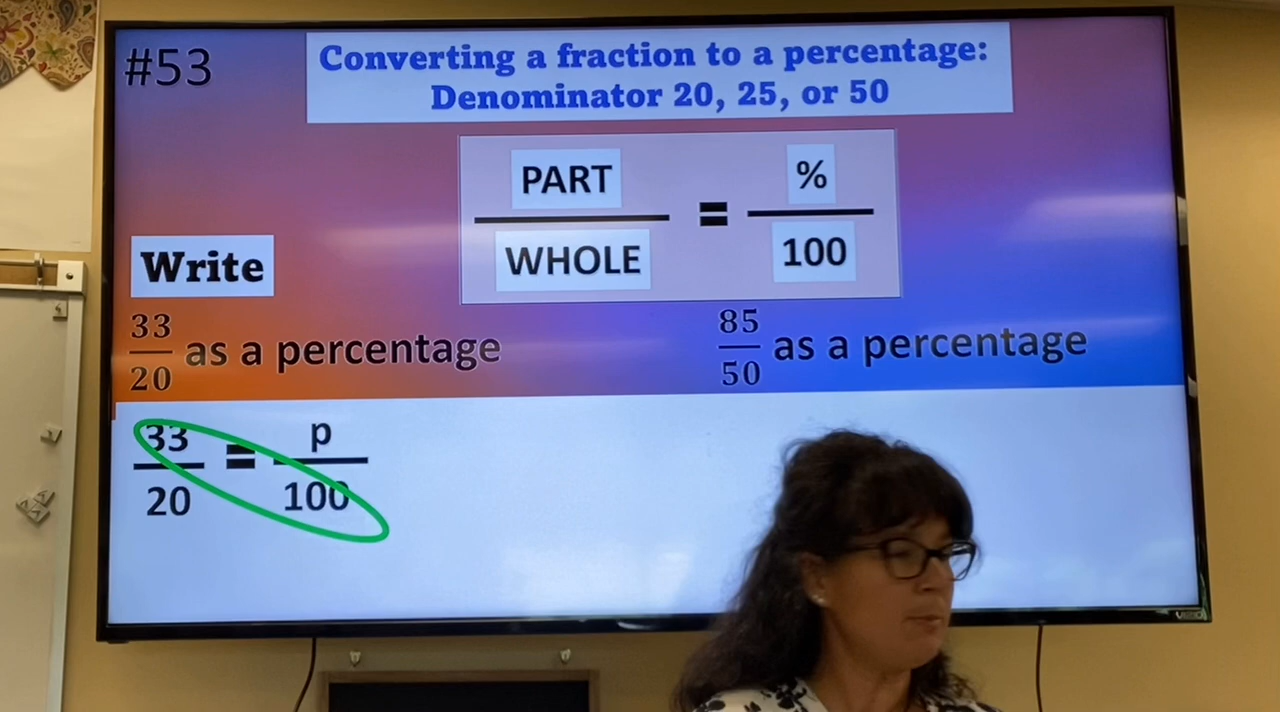 #53
Converting a fraction to a percentage:
Denominator 20, 25, or 50
PART
WHOLE
=
%
100
Write
33
20
as a percentage
85
50
as a percentage
33
20
=
p
100